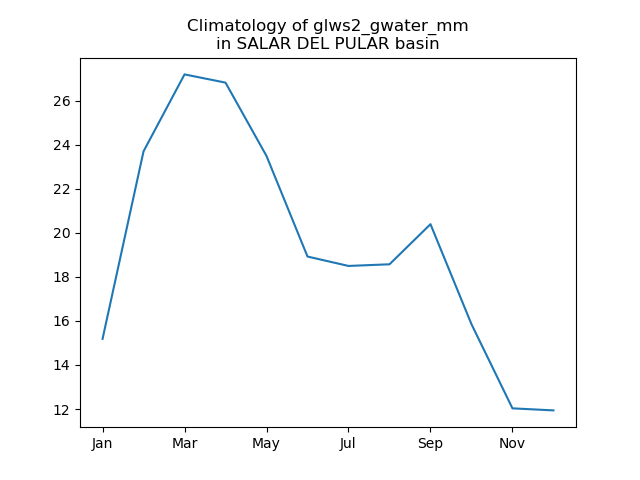 Climatology of glws2_gwater_mm
in SALAR DEL PULAR basin
26
24
22
20
18
16
14
12
Jan
Mar
May
Jul
Sep
Nov